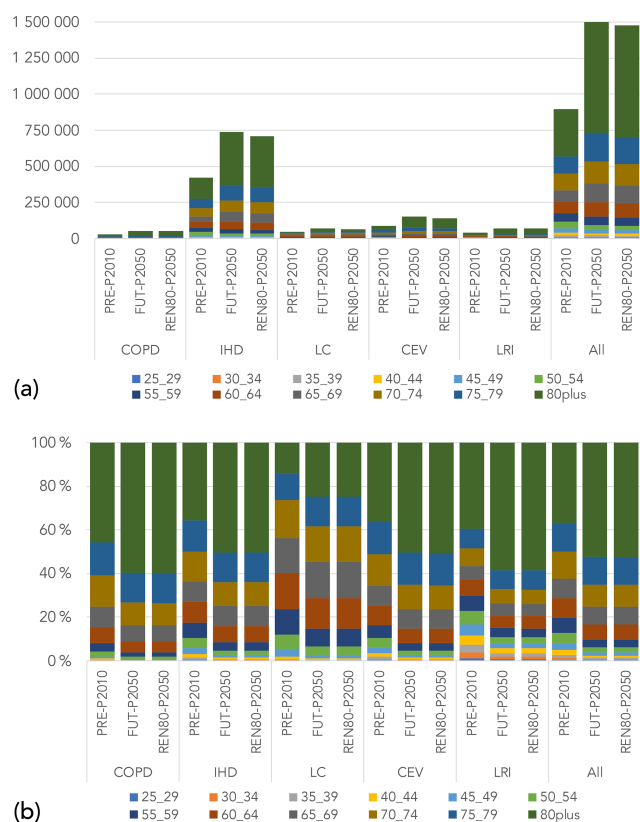 1 500 000
1 250 000
1 000 000
750 000
500 000
250 000
0
PRE-P2010 FUT-P2050 REN80-P2050 PRE-P2010 FUT-P2050 REN80-P2050 PRE-P2010 FUT-P2050 REN80-P2050 PRE-P2010 FUT-P2050 REN80-P2050 PRE-P2010 FUT-P2050 REN80-P2050 PRE-P2010 FUT-P2050 REN80-P2050
COPD IHD LC CEV LRI All
(a)
25_29 30_34 35_39 40_44 45_49 50_54
55_59 60_64 65_69 70_74 75_79 80plus
100 %
80 %
60 %
40 %
20 %
0 %
PRE-P2010 FUT-P2050 REN80-P2050 PRE-P2010 FUT-P2050 REN80-P2050 PRE-P2010 FUT-P2050 REN80-P2050 PRE-P2010 FUT-P2050 REN80-P2050 PRE-P2010 FUT-P2050 REN80-P2050 PRE-P2010 FUT-P2050 REN80-P2050
COPD IHD LC CEV LRI All
25_29 30_34 35_39 40_44 45_49 50_54
(b)
55_59 60_64 65_69 70_74 75_79 80plus